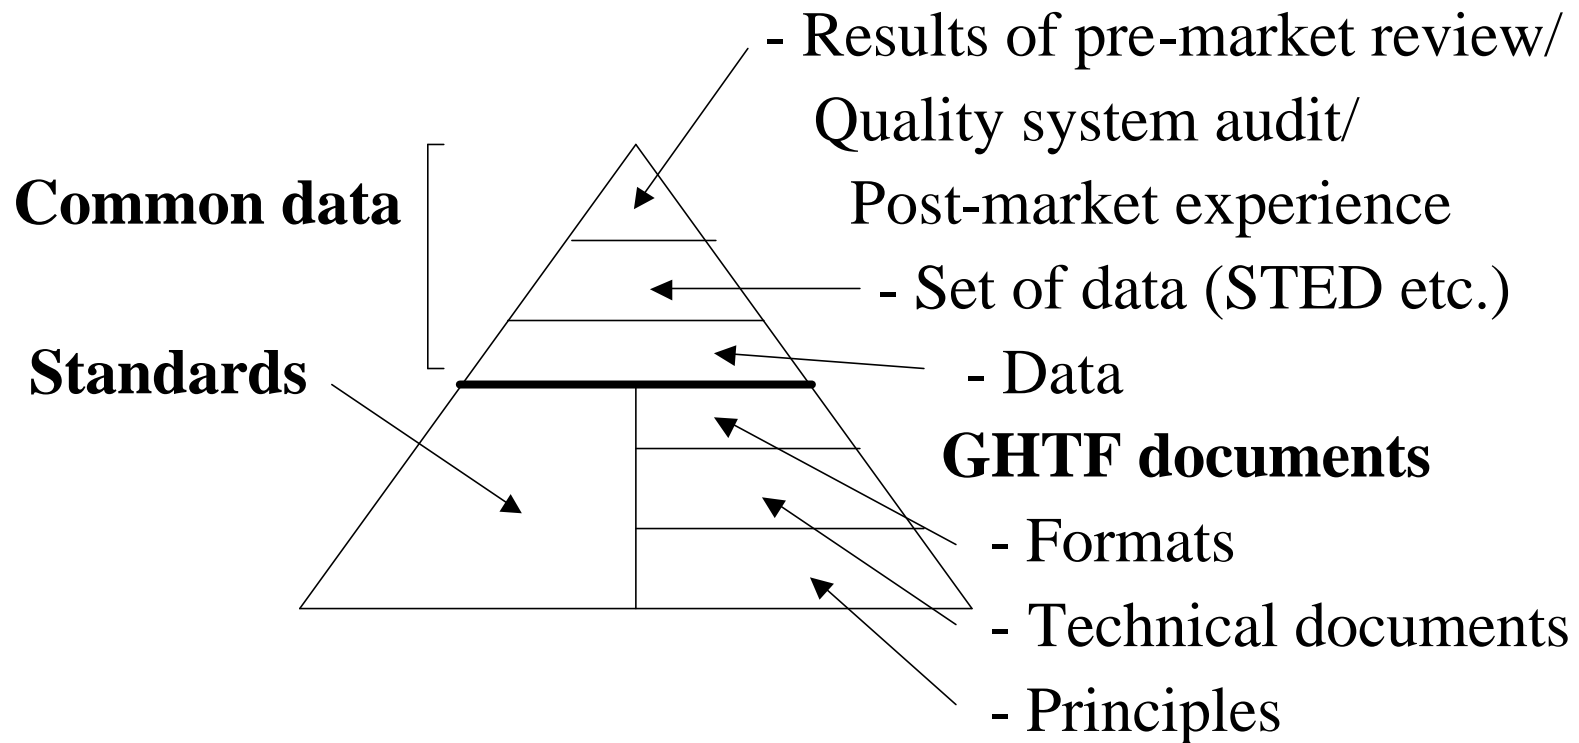 - Results of pre-market review/
Quality system audit/
Common data
Post-market experience
- Set of data (STED etc.)
Standards
- Data
GHTF documents
- Formats
- Technical documents
- Principles